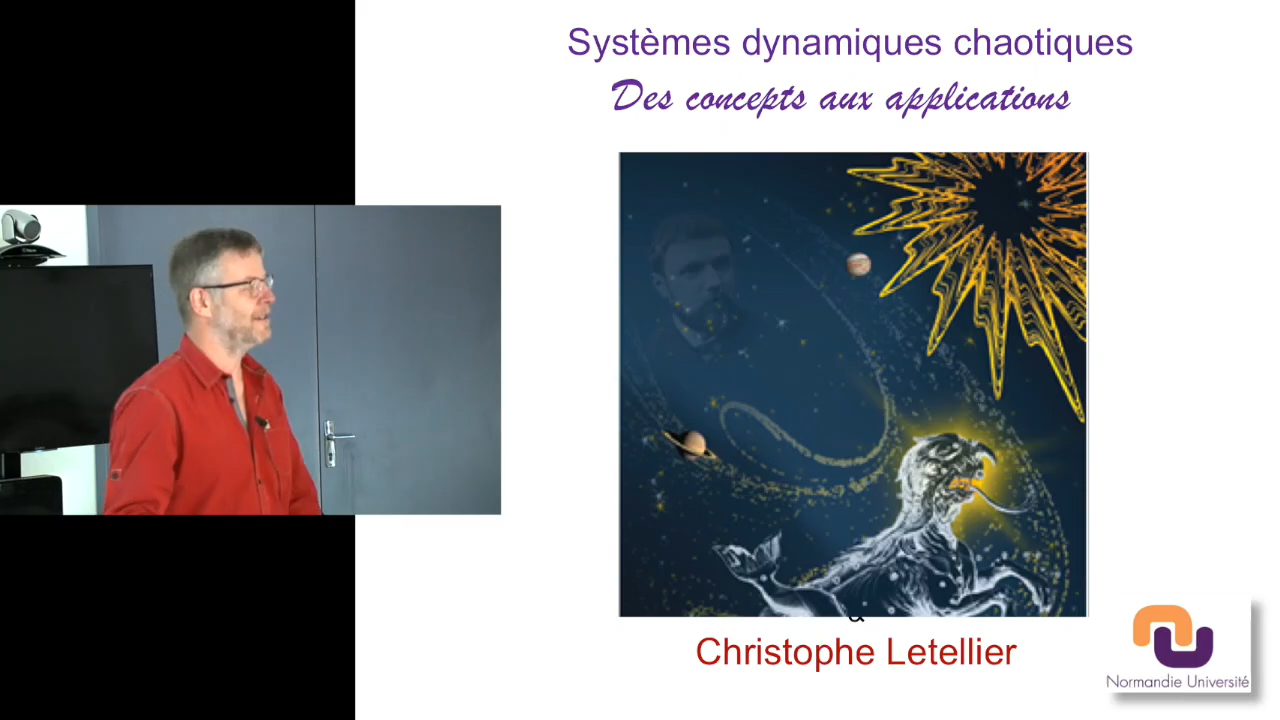 Systèmes dynamiques chaotiques
Des concepts aux applications
&
Christophe Letellier
Normandie Université